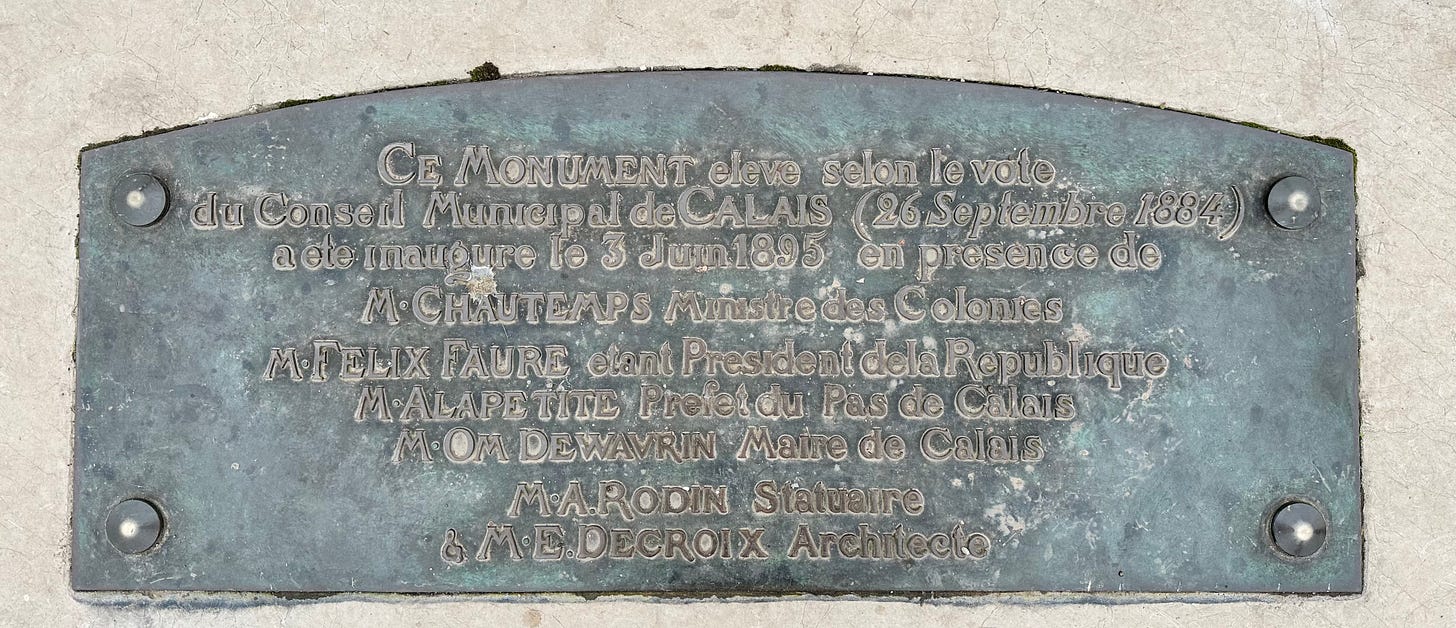 CE MONUMENT eleve selon le vote
du Conseil Municipal de CALAIS (26 Septembre 1884)
a ete inaugure le 3 Juin 1895 en presence de
M. CHAUTEMPS Ministre des Colonies
M. FELIX FAURE etant President de la Republique
M. ALAPETITE Prefet du Pas de Calais
M. OM DEWAVRIN Maire de Calais
M. A. RODIN Statuaire
& M. E. DECROIX Architecte